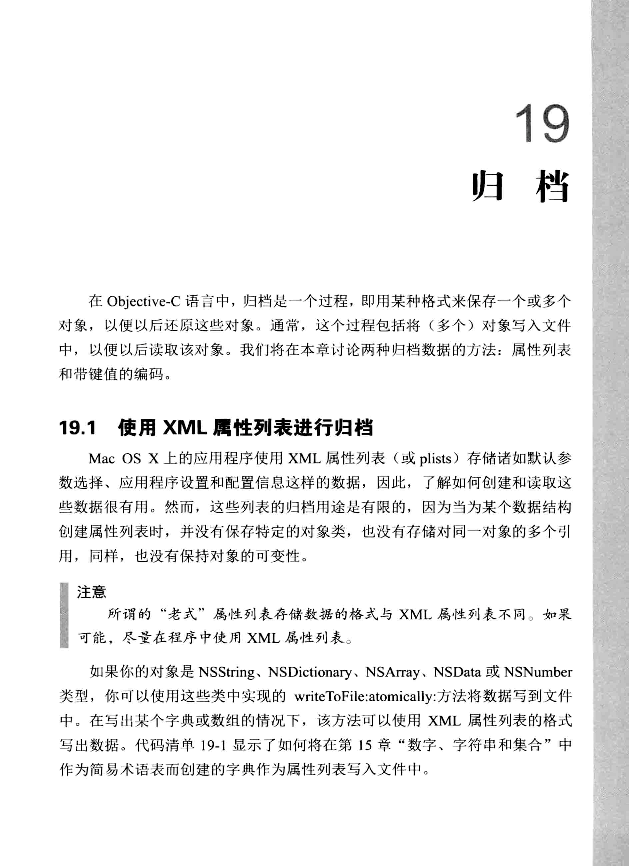 19
归 档
在 Objective-C 语言中，归档是一个过程，即用某种格式来保存一个或多个
对象，以便以后还原这些对象。通常，这个过程包括将（多个）对象写入文件
中，以便以后读取该对象。我们将在本章讨论两种归档数据的方法：属性列表
和带键值的编码。
19.1 使用 XML 属性列表进行归档
Mac OS X 上的应用程序使用 XML 属性列表（或 plists）存储诸如默认参
数选择、应用程序设置和配置信息这样的数据，因此，了解如何创建和读取这
些数据很有用。然而，这些列表的归档用途是有限的，因为当为某个数据结构
创建属性列表时，并没有保存特定的对象类，也没有存储对同一对象的多个引
用，同样，也没有保持对象的可变性。
注意
所谓的“老式”属性列表存储数据的格式与 XML 属性列表不同。如果
可能，尽量在程序中使用 XML 属性列表。
如果你的对象是 NSString、NSDictionary、NSArray、NSData 或 NSNumber
类型，你可以使用这些类中实现的 writeToFile:atomically:方法将数据写到文件
中。在写出某个字典或数组的情况下，该方法可以使用 XML 属性列表的格式
写出数据。代码清单 19-1 显示了如何将在第 15 章“数字、字符串和集合”中
作为简易术语表而创建的字典作为属性列表写入文件中。